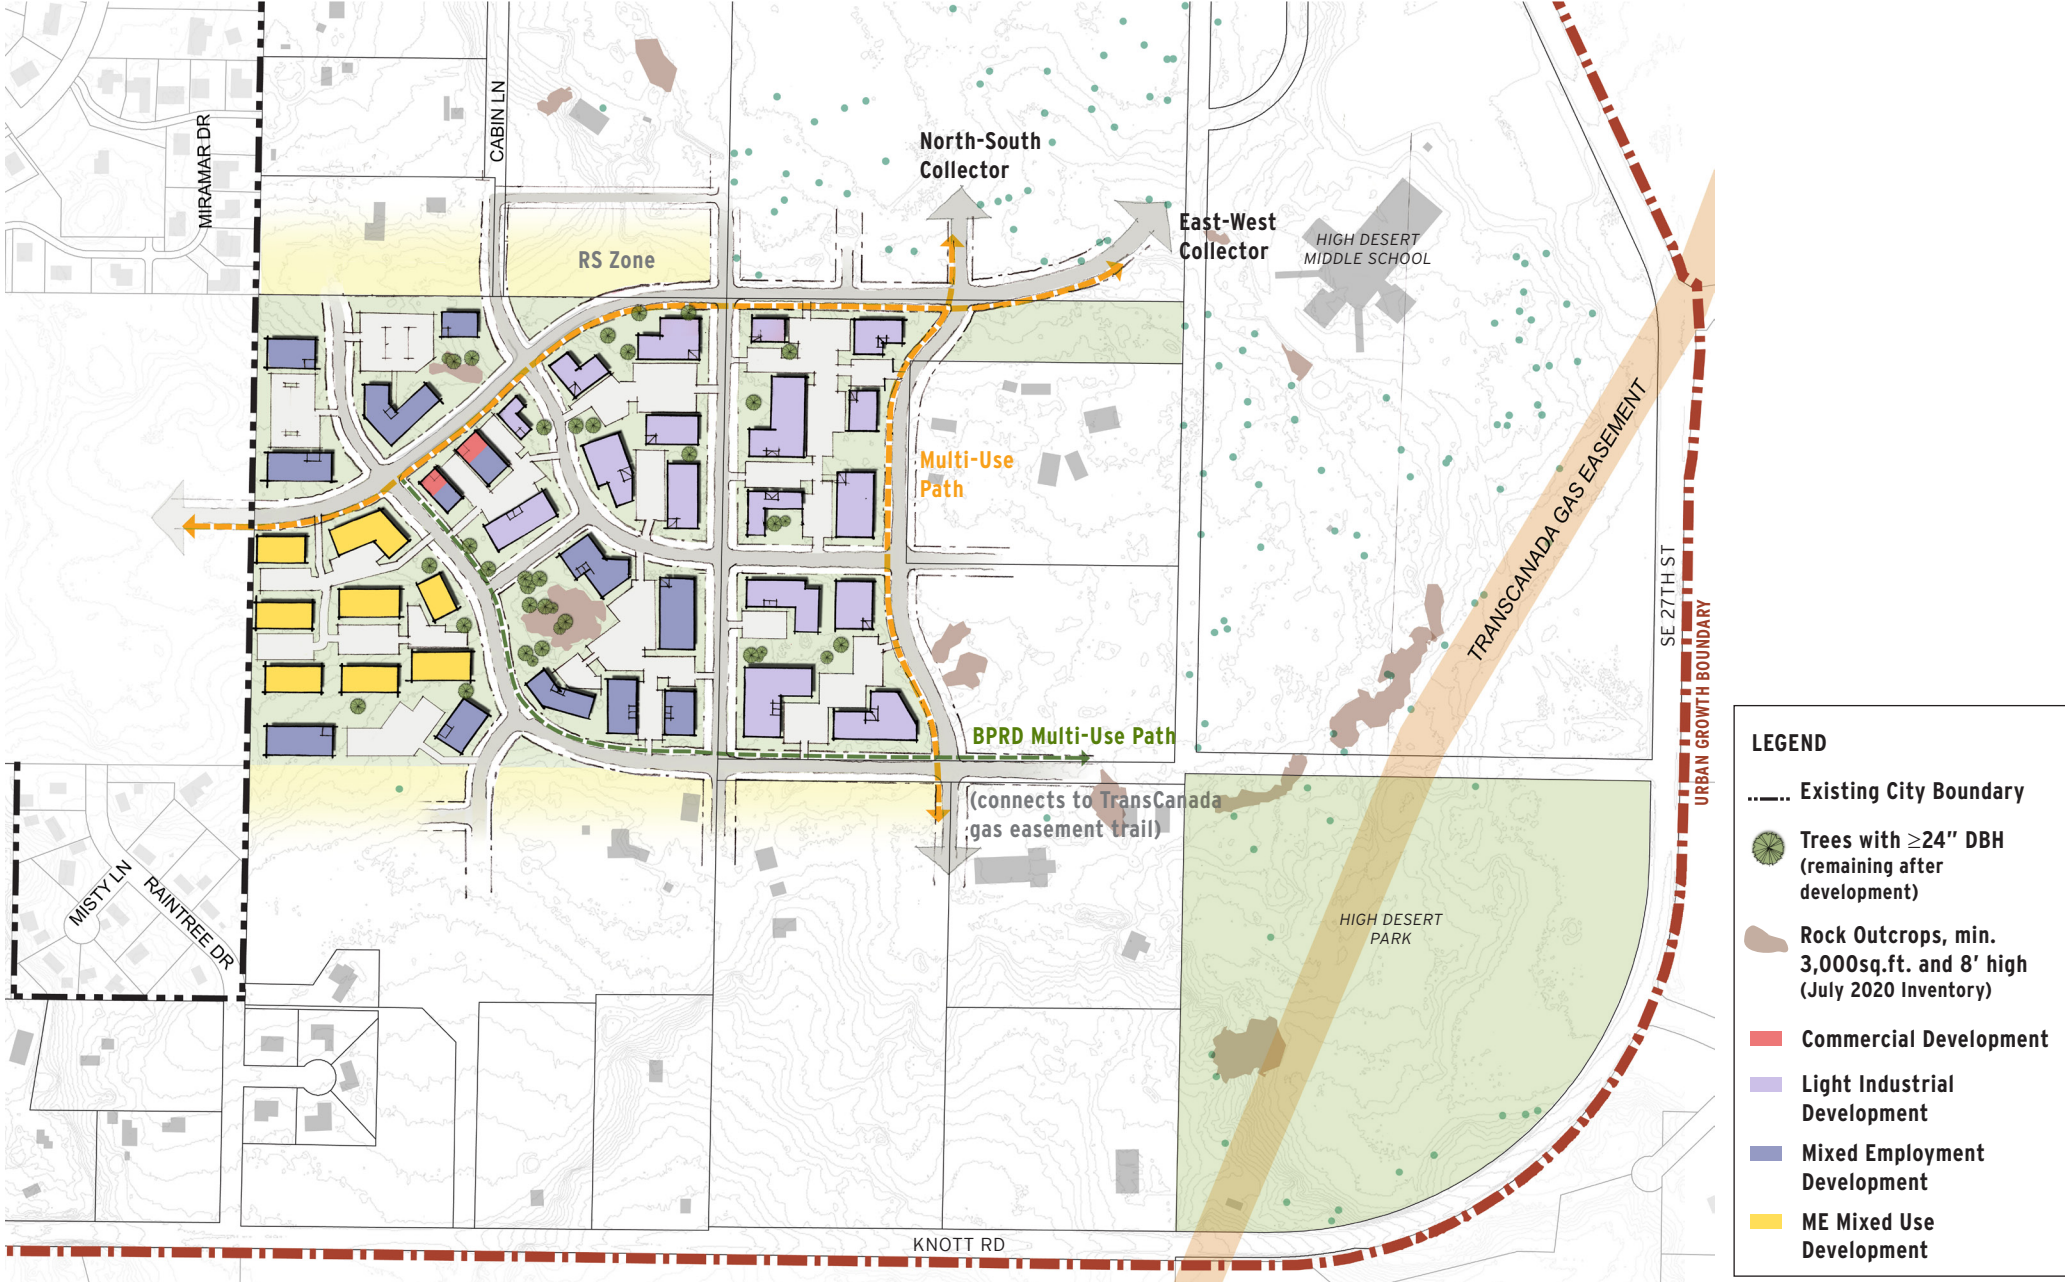 MIRAMAR DR
CABIN LN
North-South
Collector
East-West
Collector
RS Zone
HIGH DESERT
MIDDLE SCHOOL
Multi-Use
Path
TRANSCANADA GAS EASEMENT
SE 27TH ST
URBAN GROWTH BOUNDARY
BPRD Multi-Use Path
(connects to TransCanada
gas easement trail)
MISTY LN
RAINTREE DR
HIGH DESERT
PARK
KNOTT RD
LEGEND
Existing City Boundary
Trees with ≥24" DBH
(remaining after
development)
Rock Outcrops, min.
3,000sq.ft. and 8' high
(July 2020 Inventory)
Commercial Development
Light Industrial
Development
Mixed Employment
Development
ME Mixed Use
Development